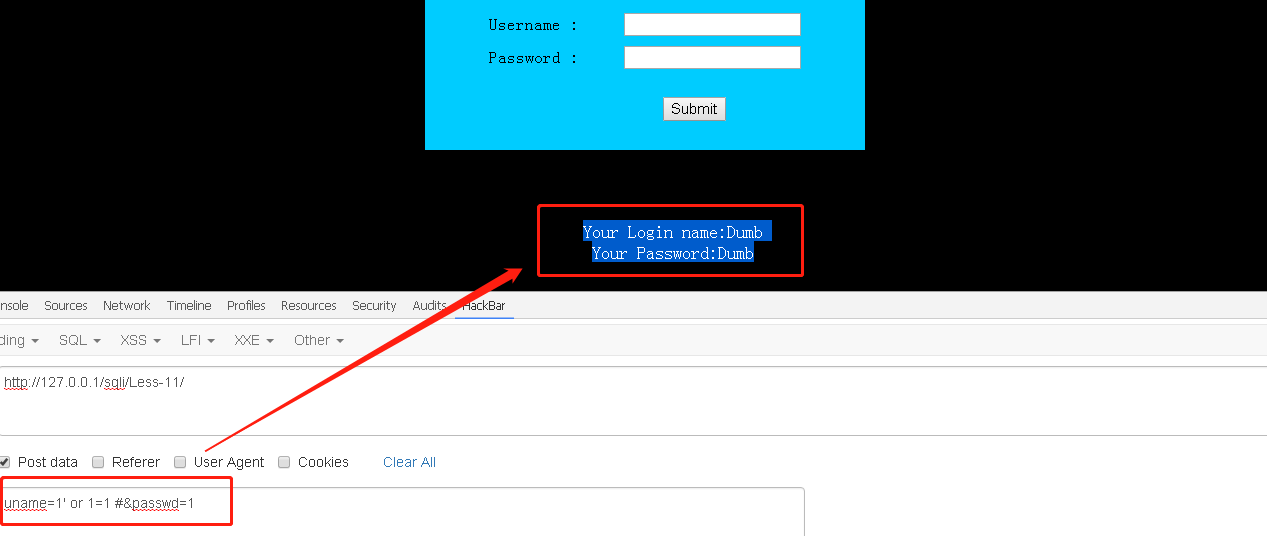 Username :
Password :
Submit
Your Login name:Dumb
Your Password:Dumb
nsole Sources Network Timeline Profiles Resources Security Audits HackBar
ding SQL XSS LFI XXE Other
http://127.0.0.1/sqli/Less-11/
Post data Referer User Agent Cookies Clear All
uname=1' or 1=1 #&passwd=1